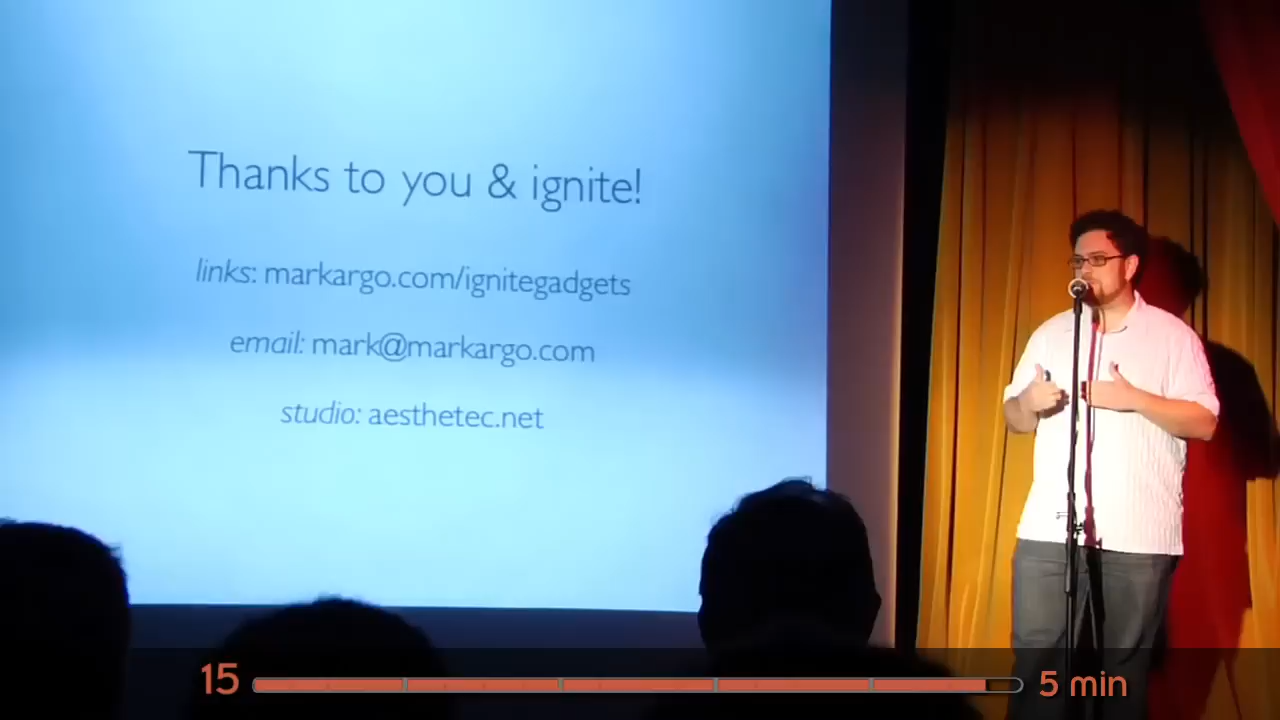 Thanks to you & ignite!
links: markargo.com/ignitegadgets
email: mark@markargo.com
studio: aesthetec.net
15 5 min